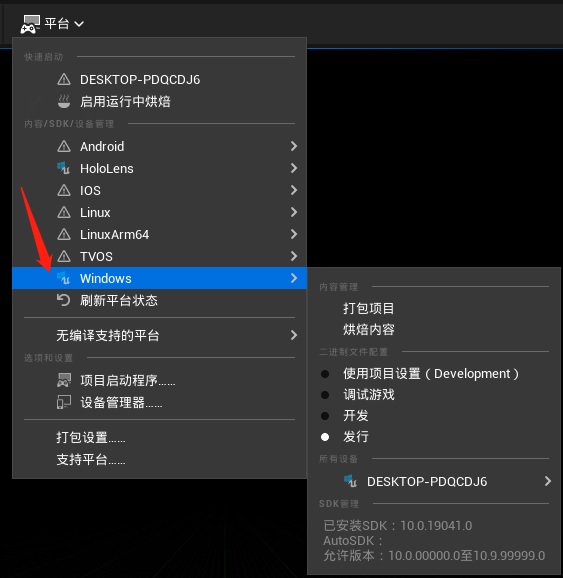 平台
快速启动
DESKTOP-PDQCDJ6
启用运行中烘焙
内容/SDK/设备管理
Android
HoloLens
IOS
Linux
LinuxArm64
TVOS
Windows
刷新平台状态
无编译支持的平台
选项和设置
项目启动程序......
设备管理器......
打包设置......
支持平台......
内容管理
打包项目
烘焙内容
二进制文件配置
使用项目设置（Development）
调试游戏
开发
发行
所有设备
DESKTOP-PDQCDJ6
SDK管理
已安装SDK：10.0.19041.0
AutoSDK：
允许版本：10.0.00000.0至10.9.99999.0